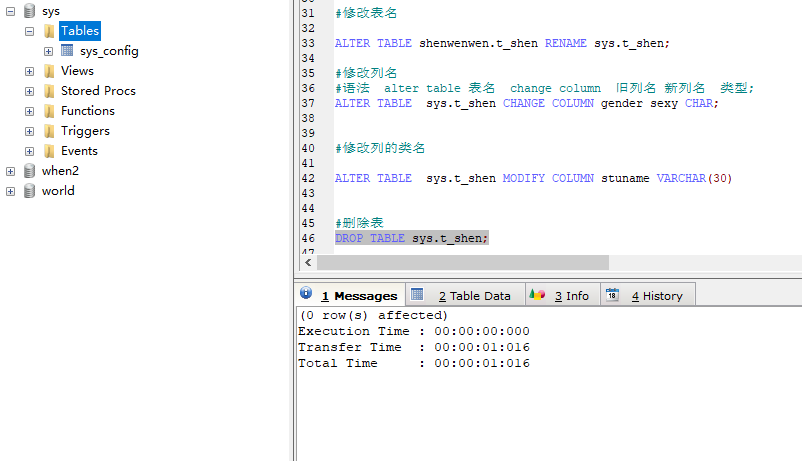 sys
Tables
sys_config
Views
Stored Procs
Functions
Triggers
Events
when2
world
31 #修改表名
32
33 ALTER TABLE shenwenwen.t_shen RENAME sys.t_shen;
34
35 #修改列名
36 #语法  alter table 表名  change column  旧列名 新列名  类型;
37 ALTER TABLE  sys.t_shen CHANGE COLUMN gender sexy CHAR;
38
39
40 #修改列的类名
41
42 ALTER TABLE  sys.t_shen MODIFY COLUMN stuname VARCHAR(30)
43
44
45 #删除表
46 DROP TABLE sys.t_shen;
1 Messages
2 Table Data
3 Info
4 History
(0 row(s) affected)
Execution Time : 00:00:00:000
Transfer Time  : 00:00:01:016
Total Time     : 00:00:01:016